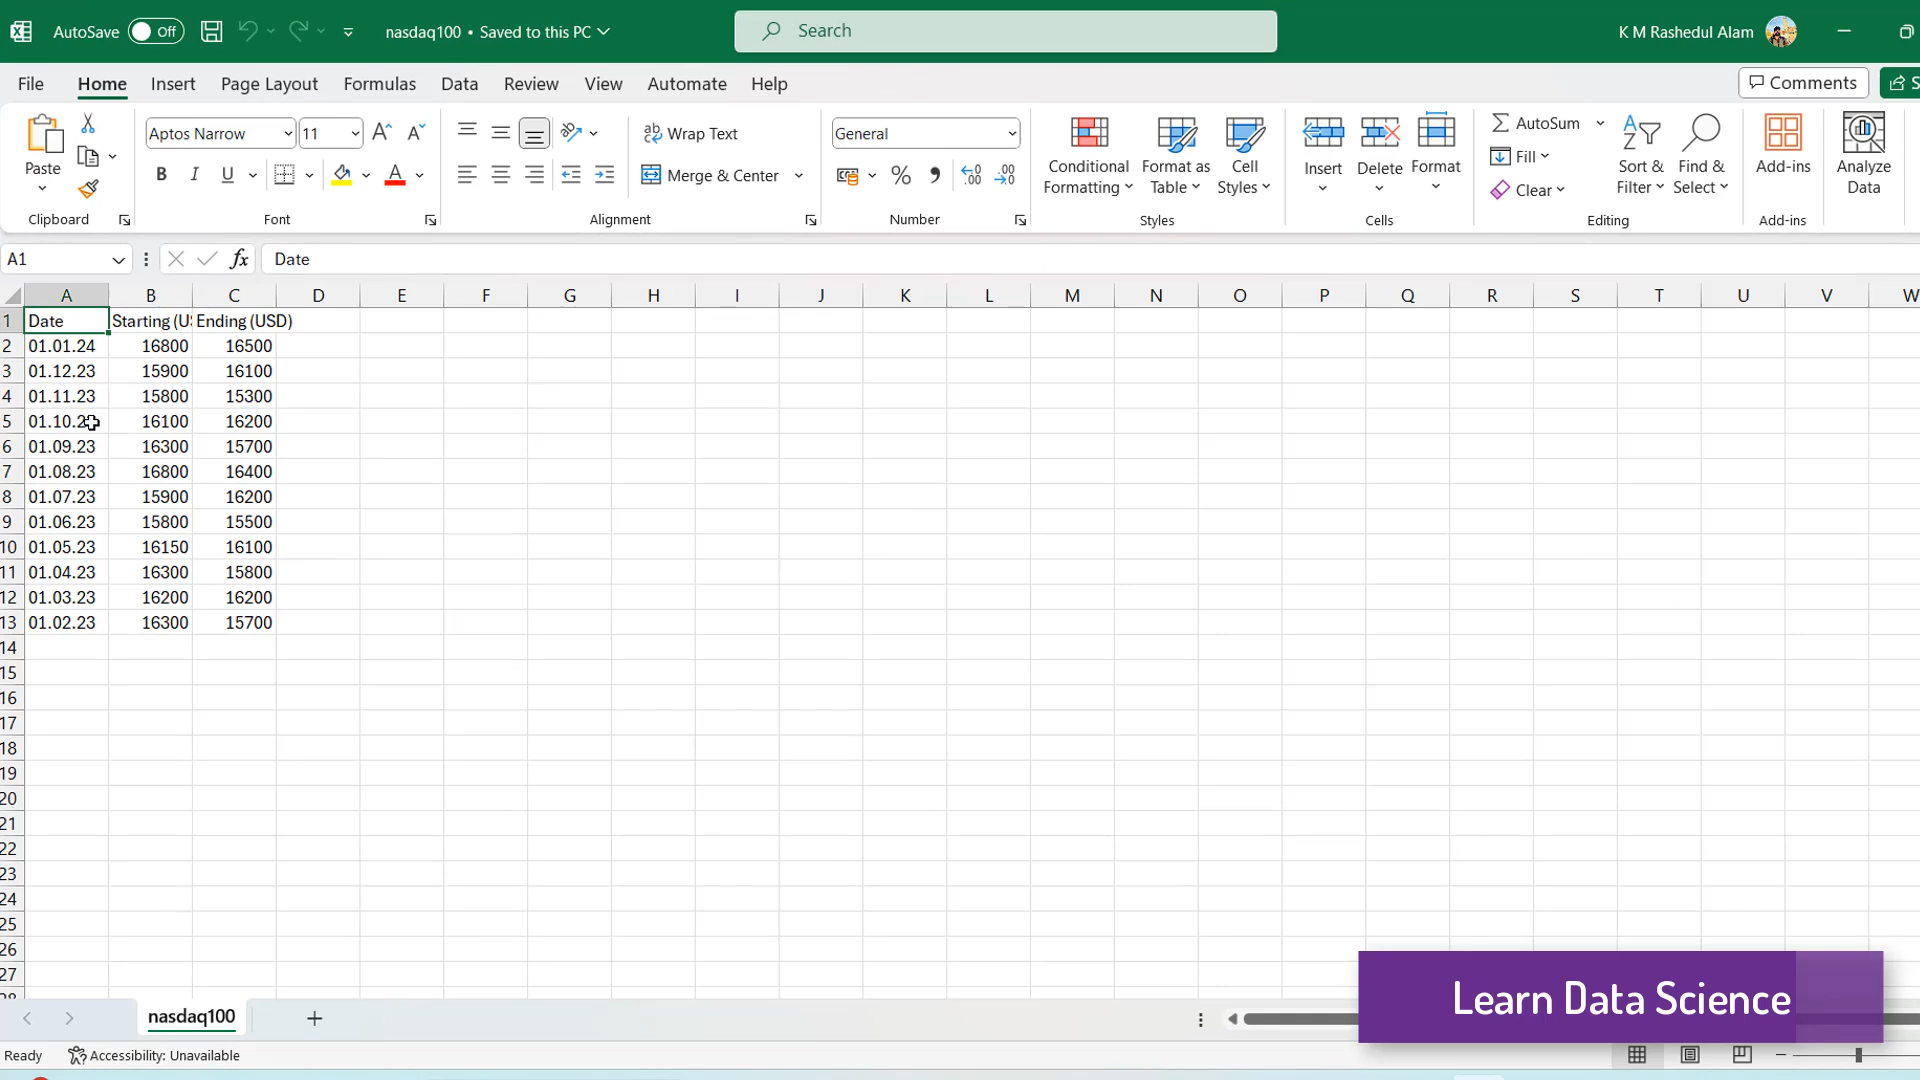 AutoSave Off nasdaq100 • Saved to this PC Search K M Rashedul Alam
File Home Insert Page Layout Formulas Data Review View Automate Help Comments
Paste Aptos Narrow 11 Wrap Text General Conditional Formatting Format as Table Cell Styles Insert Delete Format AutoSum Sort & Filter Find & Select Add-ins Analyze Data
B I U Merge & Center % Fill
Clear
Clipboard Font Alignment Number Styles Cells Editing Add-ins
A1 fx Date
A B C D E F G H I J K L M N O P Q R S T U V W
1 Date Starting (US Ending (USD)
2 01.01.24 16800 16500
3 01.12.23 15900 16100
4 01.11.23 15800 15300
5 01.10.23 16100 16200
6 01.09.23 16300 15700
7 01.08.23 16800 16400
8 01.07.23 15900 16200
9 01.06.23 15800 15500
10 01.05.23 16150 16100
11 01.04.23 16300 15800
12 01.03.23 16200 16200
13 01.02.23 16300 15700
14
15
16
17
18
19
20
21
22
23
24
25
26
27
Learn Data Science
nasdaq100
Ready Accessibility: Unavailable